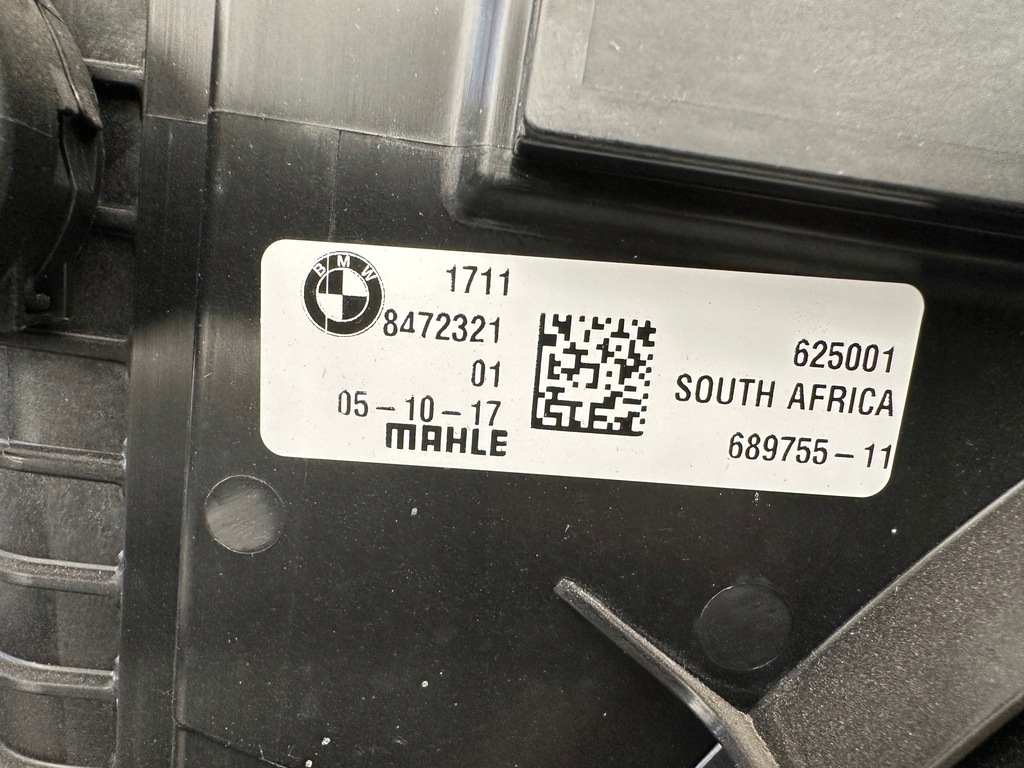 BMW
1711
8472321
01
05-10-17
MAHLE
625001
SOUTH AFRICA
689755-11